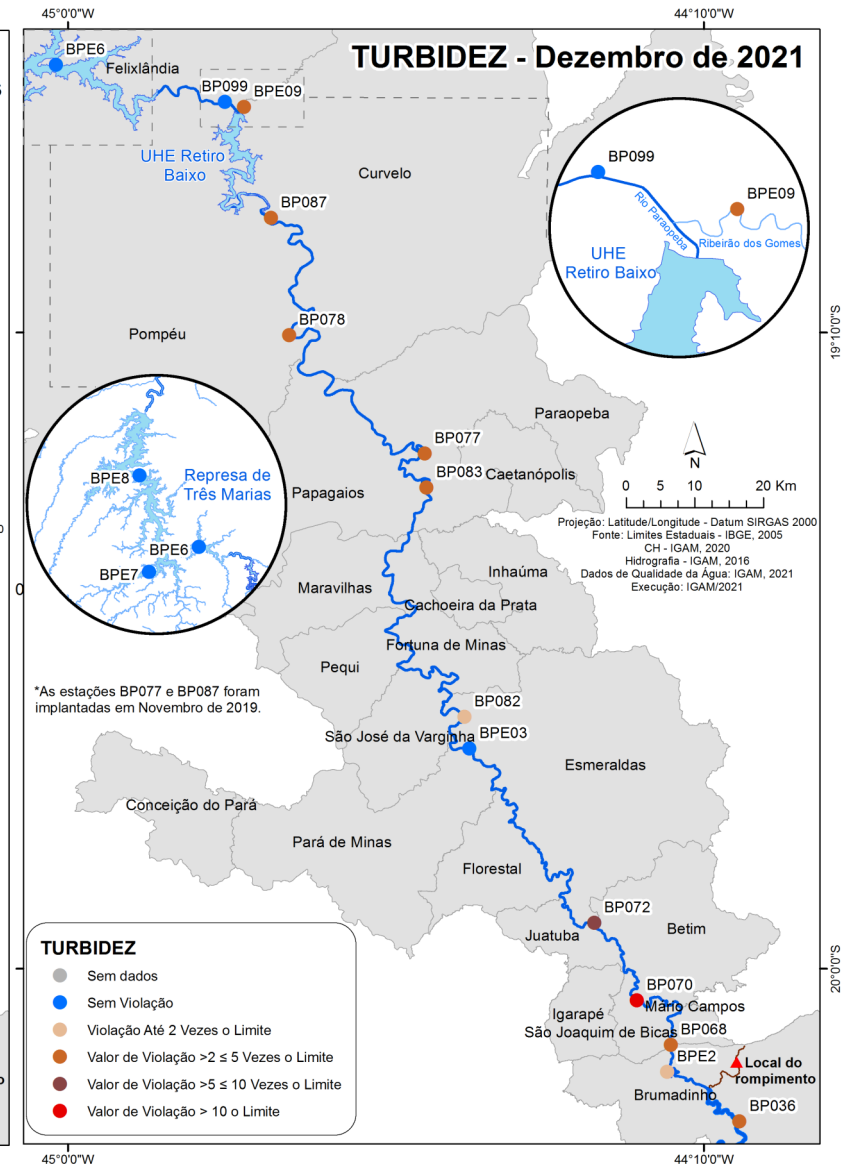 45°0'0"W
44°10'0"W
TURBIDEZ - Dezembro de 2021
BPE6
Felixlândia
BP099
BPE09
UHE Retiro
Baixo
Curvelo
BP087
BP099
BPE09
Rio Paraopeba
Ribeirão dos Gomes
UHE
Retiro Baixo
BP078
Pompéu
19°10'0"S
Paraopeba
BP077
BP083
Caetanópolis
N
0 5 10 20 Km
Represa de
Três Marias
BPE8
BPE6
BPE7
Papagaios
Projeção: Latitude/Longitude - Datum SIRGAS 2000
Fonte: Limites Estaduais - IBGE, 2005
CH - IGAM, 2020
Hidrografia - IGAM, 2016
Dados de Qualidade da Água: IGAM, 2021
Execução: IGAM/2021
Inhaúma
Maravilhas
Cachoeira da Prata
Fortuna de Minas
Pequi
*As estações BP077 e BP087 foram
implantadas em Novembro de 2019.
BP082
São José da Varginha
BPE03
Esmeraldas
Conceição do Pará
Pará de Minas
Florestal
BP072
Juatuba
Betim
20°0'0"S
BP070
Mário Campos
Igarapé
São Joaquim de Bicas
BP068
BPE2
Local do
rompimento
Brumadinho
BP036
TURBIDEZ
Sem dados
Sem Violação
Violação Até 2 Vezes o Limite
Valor de Violação >2 ≤ 5 Vezes o Limite
Valor de Violação >5 ≤ 10 Vezes o Limite
Valor de Violação > 10 o Limite
45°0'0"W
44°10'0"W